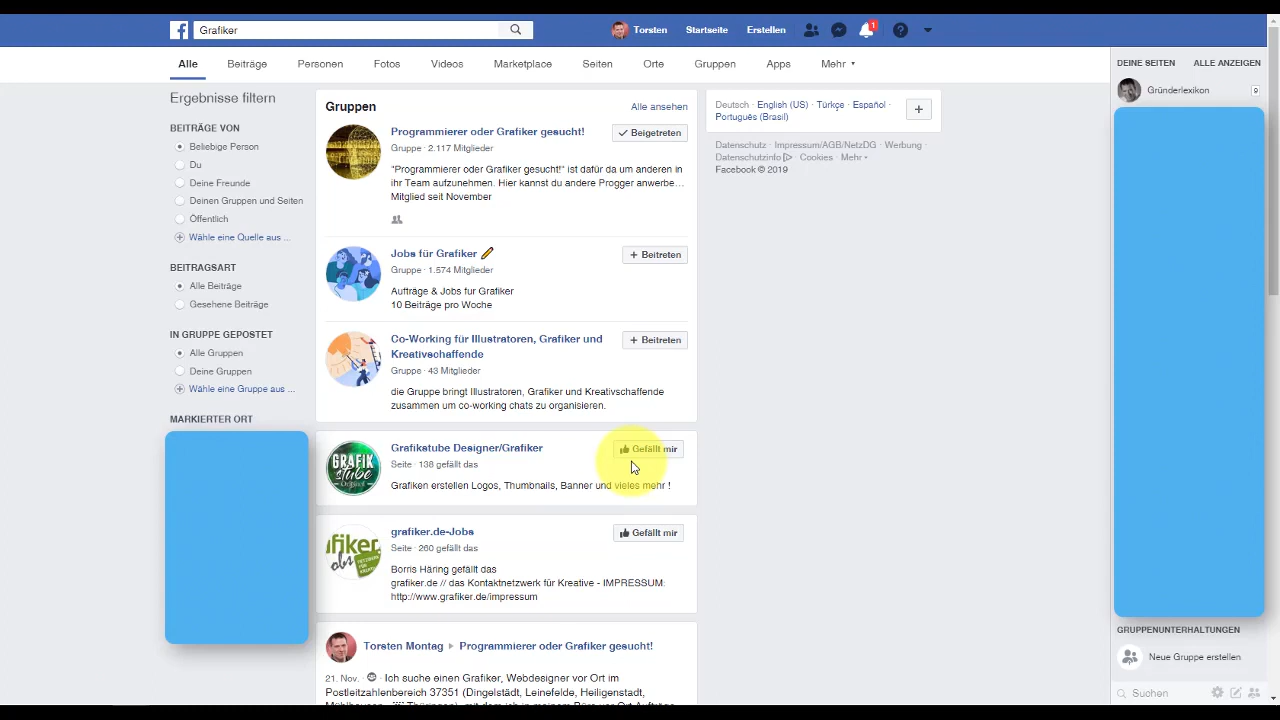 Grafiker
Torsten Startseite Erstellen 1
Alle Beiträge Personen Fotos Videos Marketplace Seiten Orte Gruppen Apps Mehr
Ergebnisse filtern
BEITRÄGE VON
Beliebige Person
Du
Deine Freunde
Deinen Gruppen und Seiten
Öffentlich
Wähle eine Quelle aus ...
BEITRAGSART
Alle Beiträge
Gesehene Beiträge
IN GRUPPE GEPOSTET
Alle Gruppen
Deine Gruppen
Wähle eine Gruppe aus ...
MARKIERTER ORT
Gruppen Alle ansehen
Programmierer oder Grafiker gesucht! Beigetreten
Gruppe · 2.117 Mitglieder
"Programmierer oder Grafiker gesucht!" ist dafür da um anderen in
ihr Team aufzunehmen. Hier kannst du andere Progger anwerbe...
Mitglied seit November
Jobs für Grafiker Beitreten
Gruppe · 1.574 Mitglieder
Aufträge & Jobs für Grafiker
10 Beiträge pro Woche
Co-Working für Illustratoren, Grafiker und Beitreten
Kreativschaffende
Gruppe · 43 Mitglieder
die Gruppe bringt Illustratoren, Grafiker und Kreativschaffende
zusammen um co-working chats zu organisieren.
GRAFIK
stube
Grafikstube Designer/Grafiker Gefällt mir
Seite · 138 gefällt das
Grafiken erstellen Logos, Thumbnails, Banner und vieles mehr !
grafiker.de-Jobs Gefällt mir
Seite · 260 gefällt das
Borris Häring gefällt das
grafiker.de // das Kontaktnetzwerk für Kreative - IMPRESSUM:
http://www.grafiker.de/impressum
Torsten Montag Programmierer oder Grafiker gesucht!
21. Nov. · Ich suche einen Grafiker, Webdesigner vor Ort im
Postleitzahlenbereich 37351 (Dingelstädt, Leinefelde, Heiligenstadt,
Deutsch · English (US) · Türkçe · Español ·
Português (Brasil)
Datenschutz · Impressum/AGB/NetzDG · Werbung ·
Datenschutzinfo · Cookies · Mehr
Facebook © 2019
DEINE SEITEN ALLE ANZEIGEN
Gründerlexikon 9
GRUPPENUNTERHALTUNGEN
Neue Gruppe erstellen
Suchen